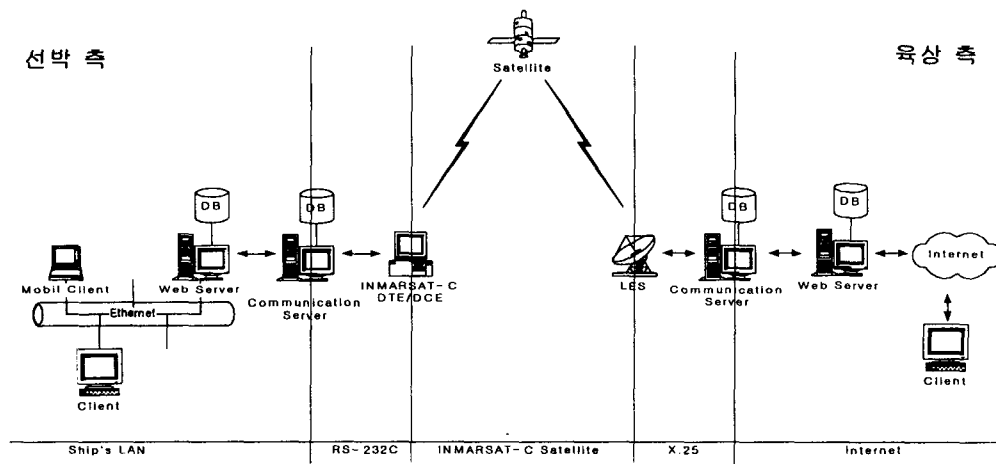 선박 측
육상 측
Satellite
DB
DB
DB
DB
Mobil Client
Web Server
Communication
Server
INMARSAT-C
DTE/DCE
LES
Communication
Server
Web Server
Internet
Ethernet
Client
Client
Ship's LAN
RS-232C
INMARSAT-C Satellite
X.25
Internet